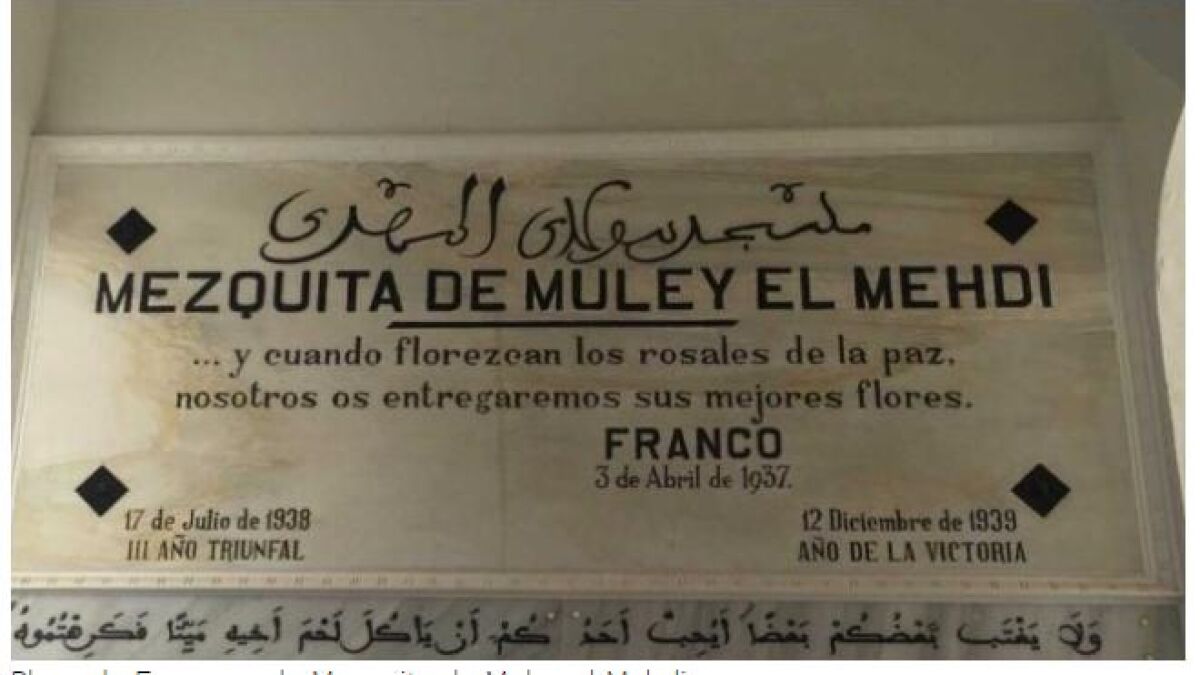 مسجد مولاي المهدي
MEZQUITA DE MULEY EL MEHDI
... y cuando florezcan los rosales de la paz,
nosotros os entregaremos sus mejores flores.
FRANCO
3 de Abril de 1937.
17 de Julio de 1938
III AÑO TRIUNFAL
12 Diciembre de 1939
AÑO DE LA VICTORIA
وَلَا يَغْتَب بَّعْضُكُمْ بَعْضًا أَيُحِبُّ أَحَدُكُمْ أَنْ يَاكُلَ لَحْمَ أَخِيهِ مَيِّتًا فَكَرِهْتُمُوهُ